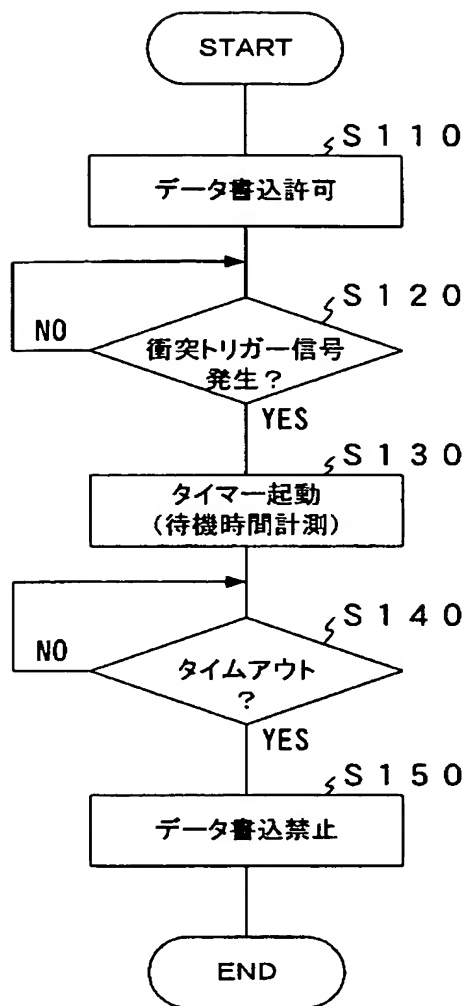 START
S110
データ書込許可
S120
NO
衝突トリガー信号
発生?
YES
S130
タイマー起動
(待機時間計測)
S140
NO
タイムアウト
?
YES
S150
データ書込禁止
END